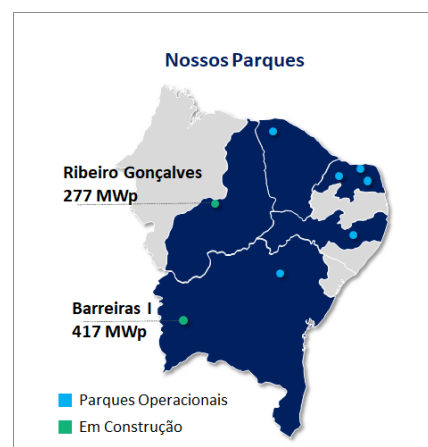 Nossos Parques
Ribeiro Gonçalves
277 MWp
Barreiras I
417 MWp
Parques Operacionais
Em Construção